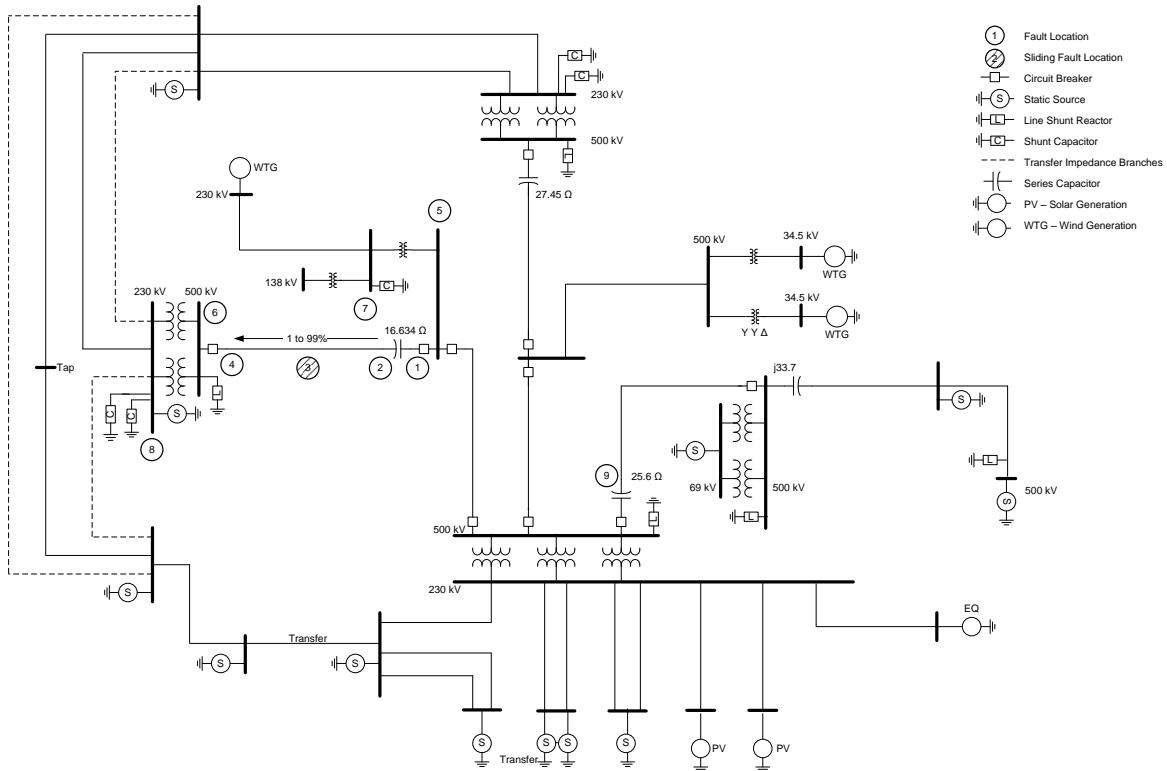 1 Fault Location
2 Sliding Fault Location
Circuit Breaker
S Static Source
L Line Shunt Reactor
C Shunt Capacitor
Transfer Impedance Branches
Series Capacitor
PV – Solar Generation
WTG – Wind Generation
S
C
C
230 kV
500 kV
L
27.45 Ω
WTG
230 kV
5
138 kV
C
7
500 kV
34.5 kV
WTG
34.5 kV
Y Y Δ
WTG
230 kV
500 kV
6
1 to 99%
16.634 Ω
4
3
2
1
Tap
L
C
C
S
8
j33.7
S
S
L
9
25.6 Ω
69 kV
500 kV
L
500 kV
S
500 kV
L
230 kV
S
EQ
Transfer
S
S
S
Transfer
S
S
S
PV
PV